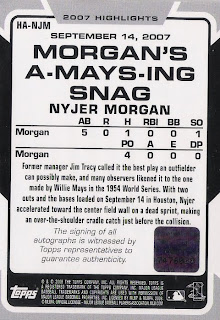 2007 HIGHLIGHTS
HA-NJM
SEPTEMBER 14, 2007
MORGAN'S
A-MAYS-ING
SNAG
NYJER MORGAN
AB R H RBI BB SO
Morgan 5 0 1 0 0 1
PO A E DP
Morgan 4 0 0 0
Former manager Jim Tracy called it the best play an outfielder
can possibly make, and many observers likened it to the one
made by Willie Mays in the 1954 World Series. With two
outs and the bases loaded on September 14 in Houston, Nyjer
accelerated toward the center field wall on a dead sprint, making
an over-the-shoulder cradle catch just before the collision.
The signing of all
autographs is witnessed by
Topps representatives
to guarantee authenticity.
Topps